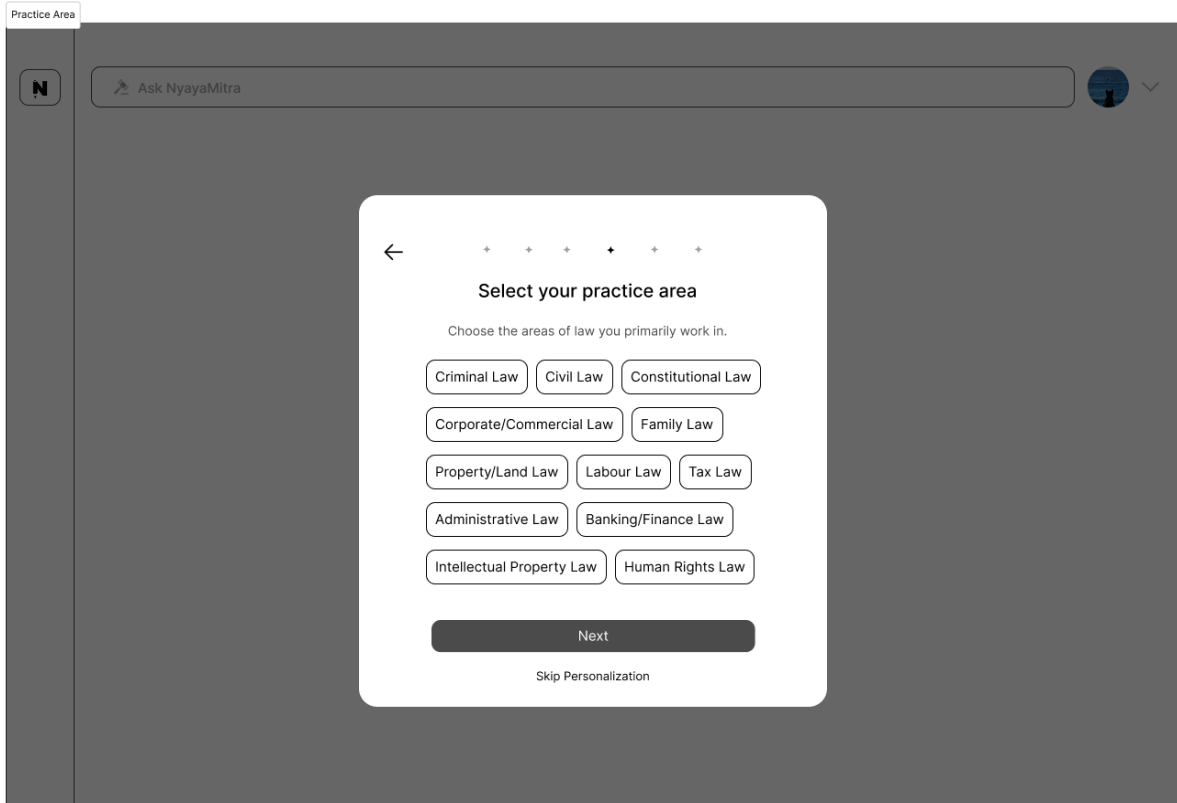 Practice Area
N
Ask NyayaMitra
Select your practice area
Choose the areas of law you primarily work in.
Criminal Law Civil Law Constitutional Law
Corporate/Commercial Law Family Law
Property/Land Law Labour Law Tax Law
Administrative Law Banking/Finance Law
Intellectual Property Law Human Rights Law
Next
Skip Personalization